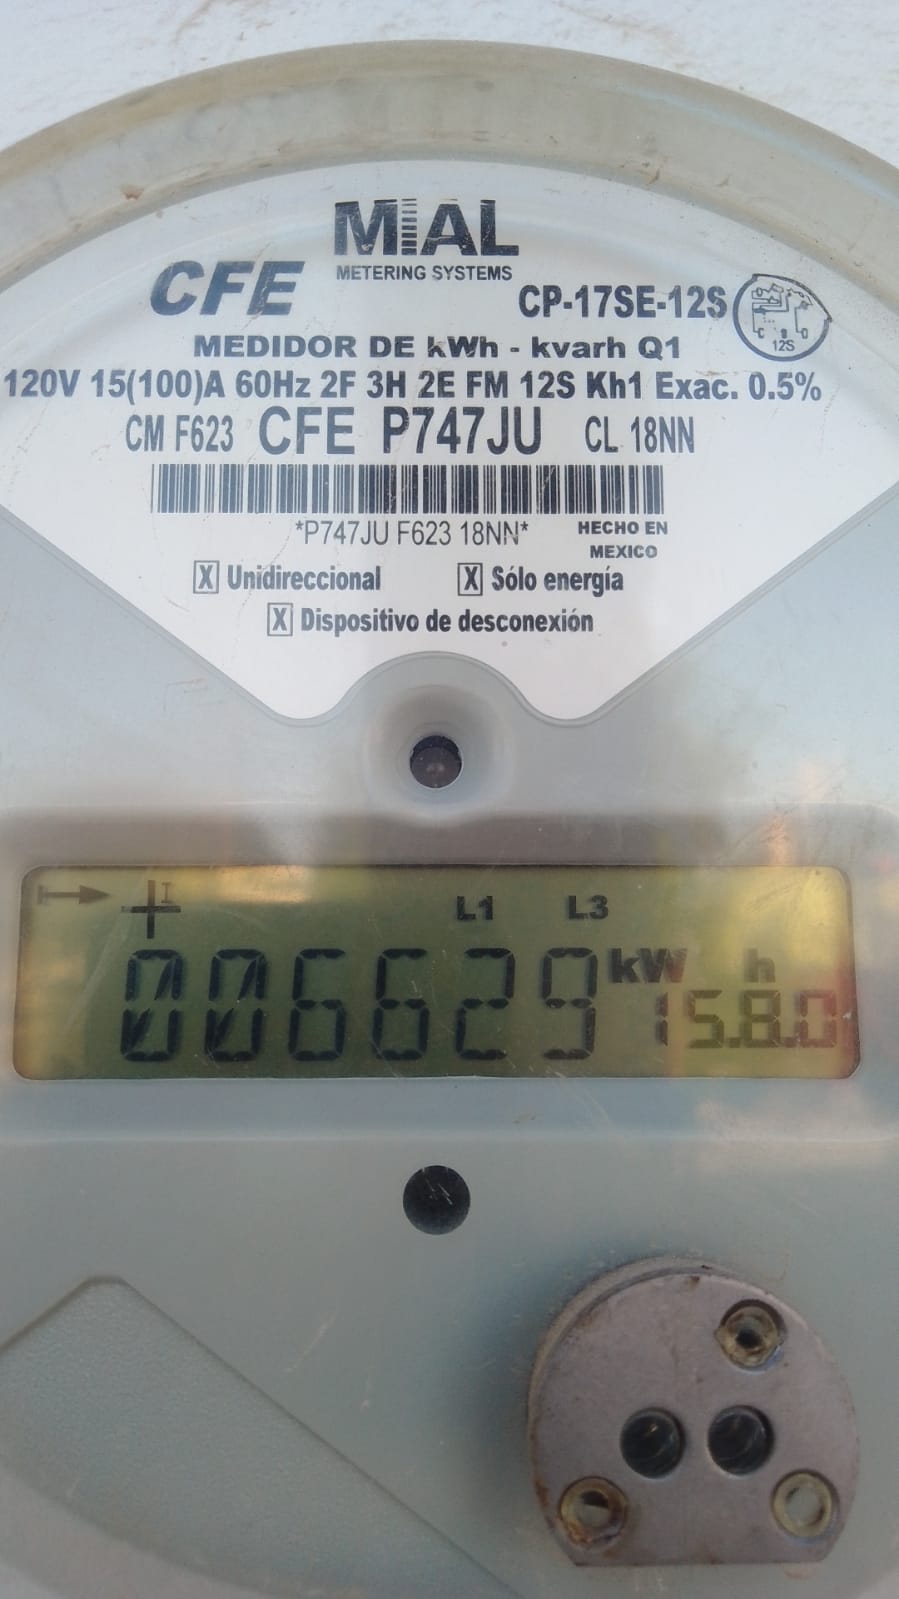 MIAL
METERING SYSTEMS
CFE
CP-17SE-12S
12S
MEDIDOR DE kWh - kvarh Q1
120V 15(100)A 60Hz 2F 3H 2E FM 12S Kh1 Exac. 0.5%
CM F623 CFE P747JU CL 18NN
*P747JU F623 18NN*
HECHO EN
MEXICO
X Unidireccional X Sólo energía
X Dispositivo de desconexión
I L1 L3
006629 kW h
15.8.0